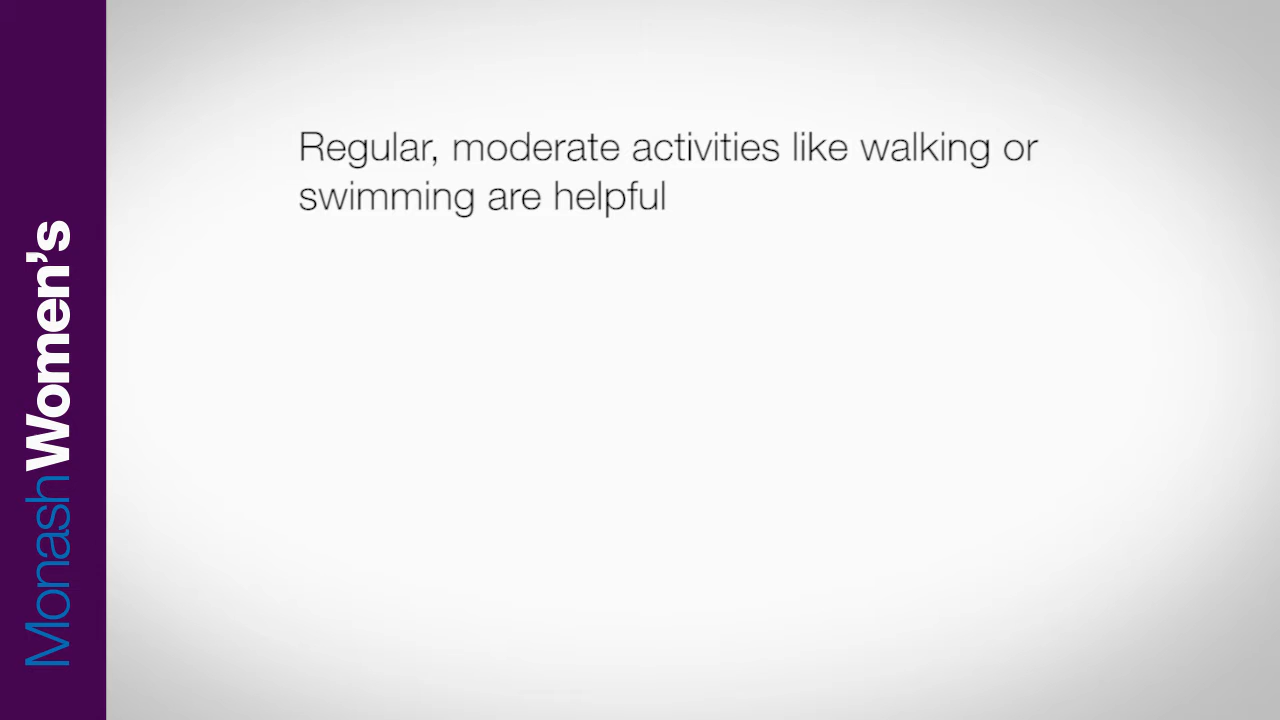 Regular, moderate activities like walking or
swimming are helpful
MonashWomen's